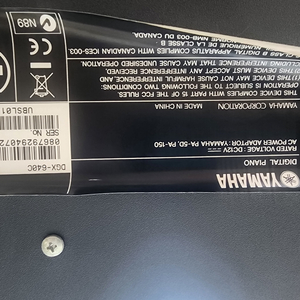 YAMAHA
DIGITAL PIANO
RATED VOLTAGE: DC12V
AC POWER ADAPTOR: YAMAHA PA-5D, PA-150
YAMAHA CORPORATION
MADE IN CHINA
THIS DEVICE COMPLIES WITH PART 15 OF THE FCC RULES.
OPERATION IS SUBJECT TO THE FOLLOWING
TWO CONDITIONS:
(1) THIS DEVICE MAY NOT CAUSE HARMFUL
INTERFERENCE, AND
(2) THIS DEVICE MUST ACCEPT ANY INTERFERENCE
RECEIVED, INCLUDING INTERFERENCE
THAT MAY CAUSE UNDESIRED OPERATION.
THIS CLASS B DIGITAL APPARATUS COMPLIES WITH CANADIAN ICES-003
NUMÉRIQUE DE LA CLASSE B
NMB-003 DU CANADA
N89
DGX-640C
SER No.
UBSL01